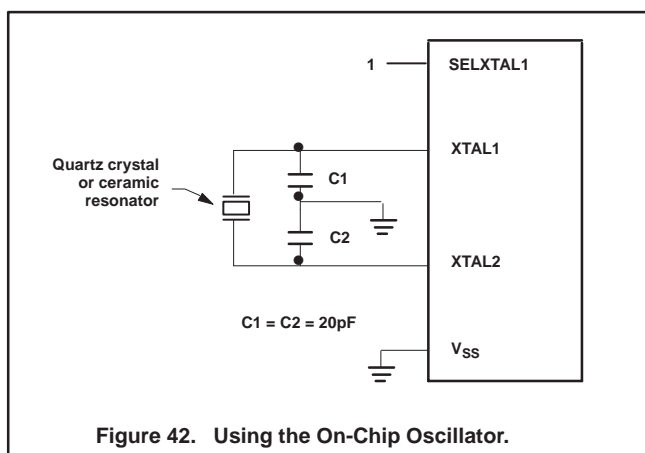 1 SELXTAL1
XTAL1
Quartz crystal
or ceramic
resonator
C1
C2
XTAL2
C1 = C2 = 20pF
VSS
Figure 42. Using the On-Chip Oscillator.